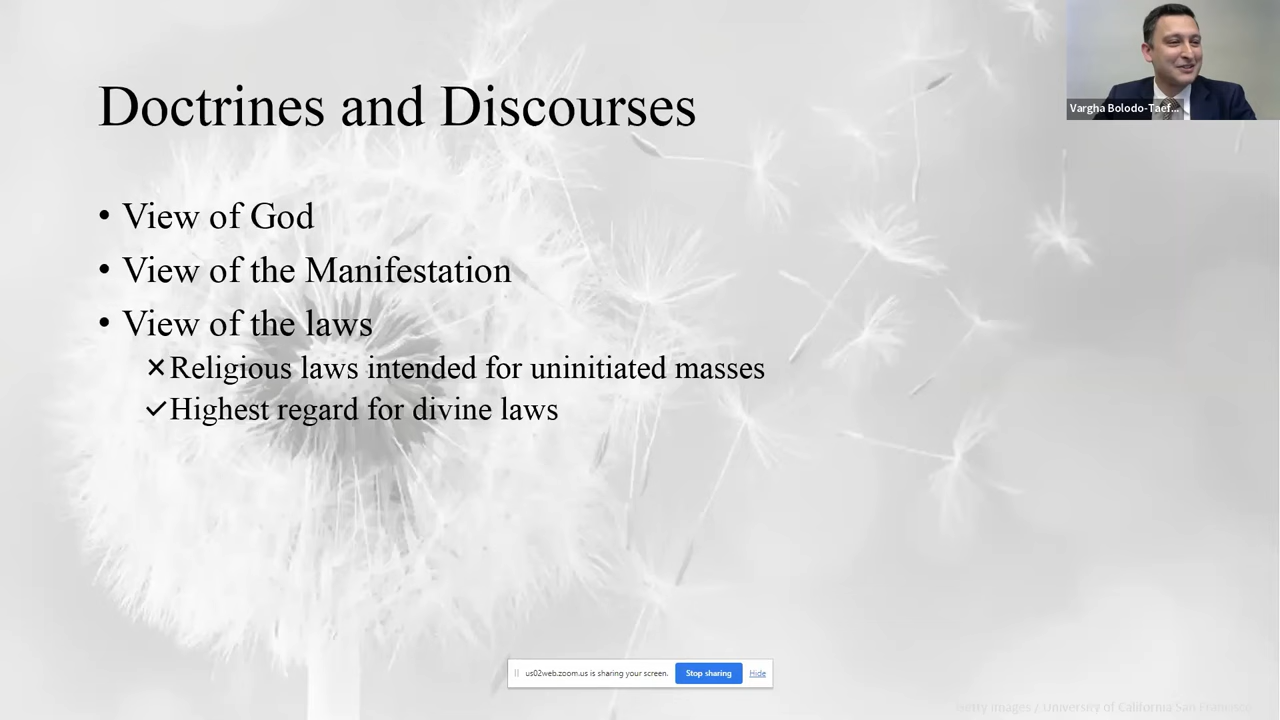 Doctrines and Discourses
Vargha Bolodo-Taef...
• View of God
• View of the Manifestation
• View of the laws
×Religious laws intended for uninitiated masses
✓Highest regard for divine laws
us02web.zoom.us is sharing your screen. Stop sharing Hide
Getty Images / University of California San Francisco